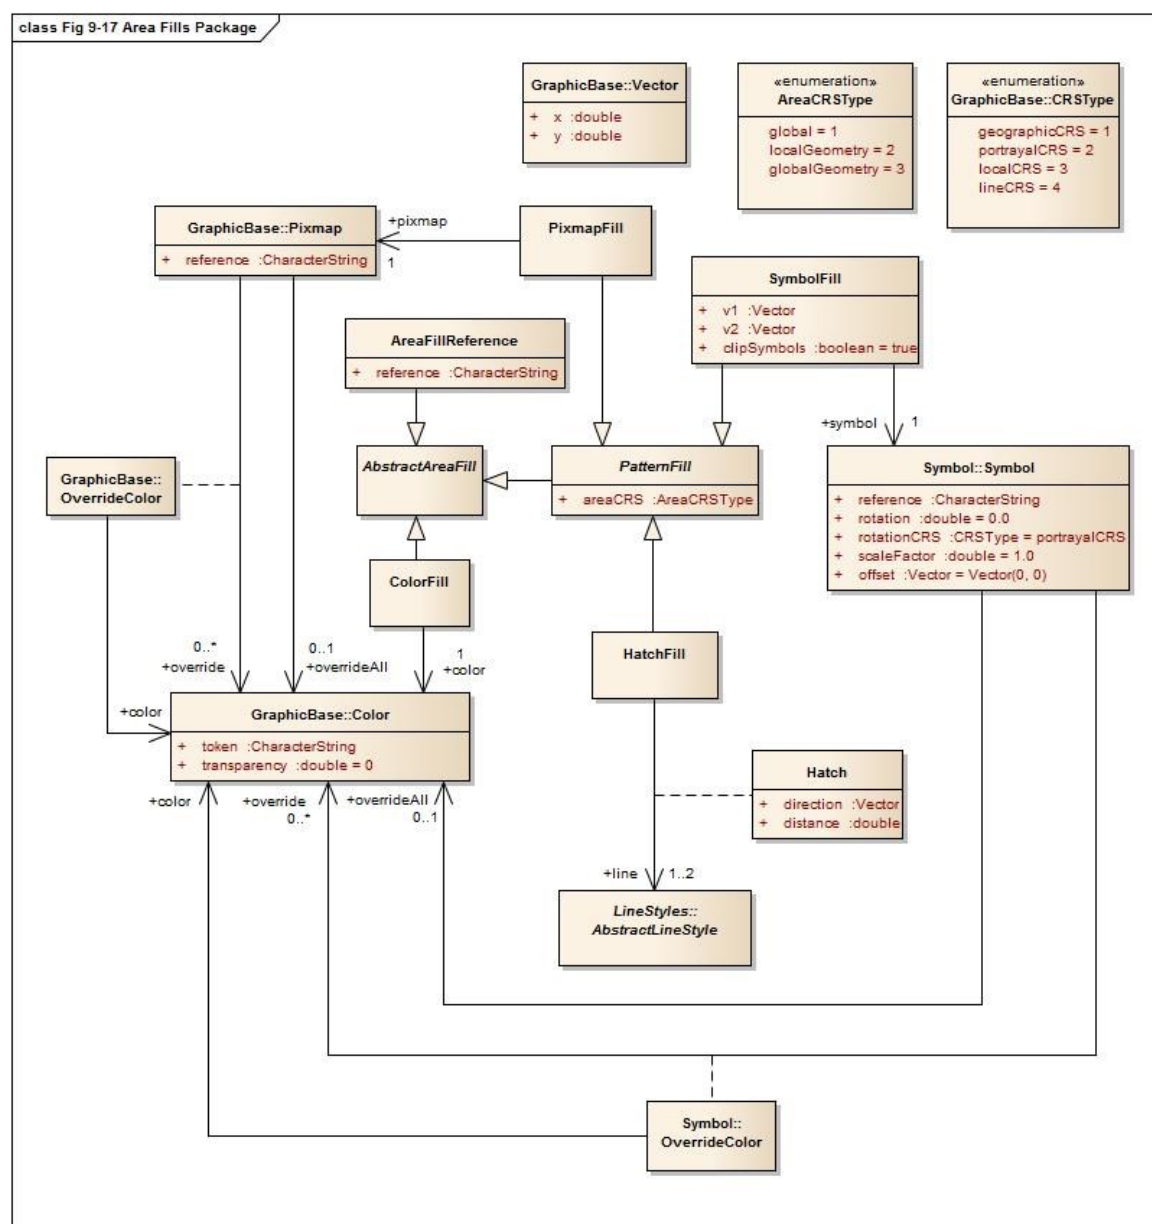 class Fig 9-17 Area Fills Package
GraphicBase::Vector
+ x :double
+ y :double
«enumeration»
AreaCRSType
global = 1
localGeometry = 2
globalGeometry = 3
«enumeration»
GraphicBase::CRSType
geographicCRS = 1
portrayalCRS = 2
localCRS = 3
lineCRS = 4
GraphicBase::Pixmap
+ reference :CharacterString
+pixmap
1
PixmapFill
SymbolFill
+ v1 :Vector
+ v2 :Vector
+ clipSymbols :boolean = true
AreaFillReference
+ reference :CharacterString
+symbol
1
GraphicBase::
OverrideColor
AbstractAreaFill
PatternFill
+ areaCRS :AreaCRSType
Symbol::Symbol
+ reference :CharacterString
+ rotation :double = 0.0
+ rotationCRS :CRSType = portrayalCRS
+ scaleFactor :double = 1.0
+ offset :Vector = Vector(0, 0)
ColorFill
HatchFill
0..*
+override
0..1
+overrideAll
1
+color
+color
GraphicBase::Color
+ token :CharacterString
+ transparency :double = 0
Hatch
+ direction :Vector
+ distance :double
+color
+override
0..*
+overrideAll
0..1
+line
1..2
LineStyles::
AbstractLineStyle
Symbol::
OverrideColor